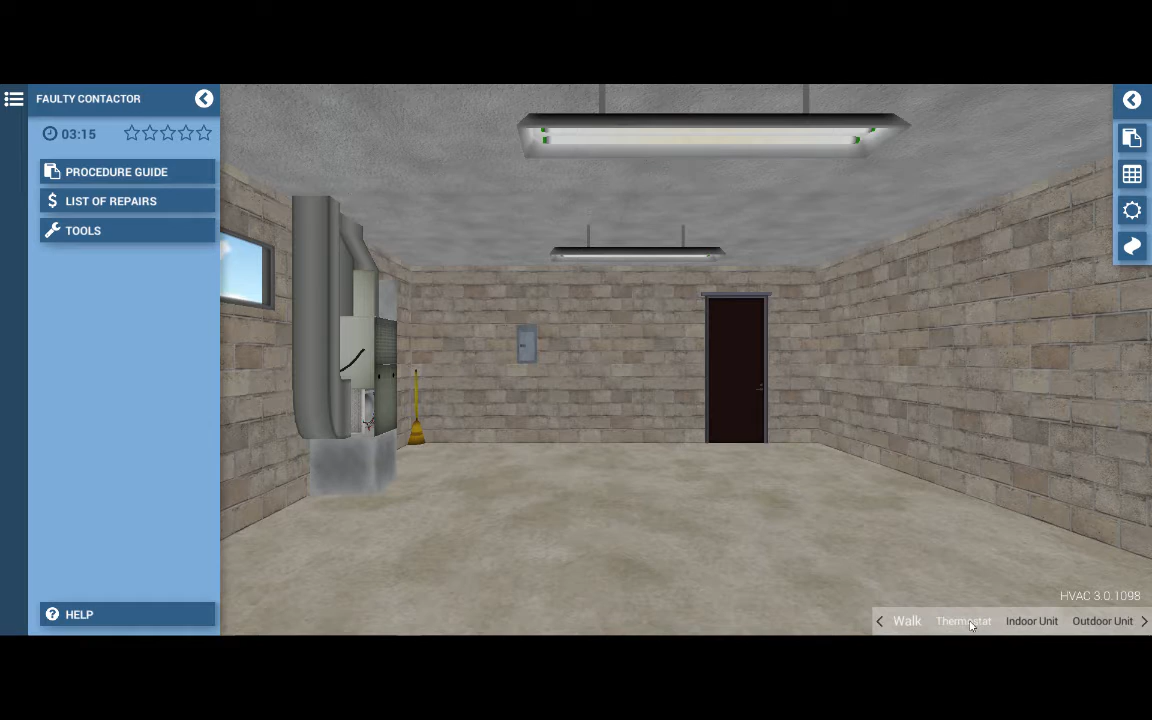 FAULTY CONTACTOR
03:15
PROCEDURE GUIDE
$ LIST OF REPAIRS
TOOLS
? HELP
HVAC 3.0.1098
Walk Thermostat Indoor Unit Outdoor Unit